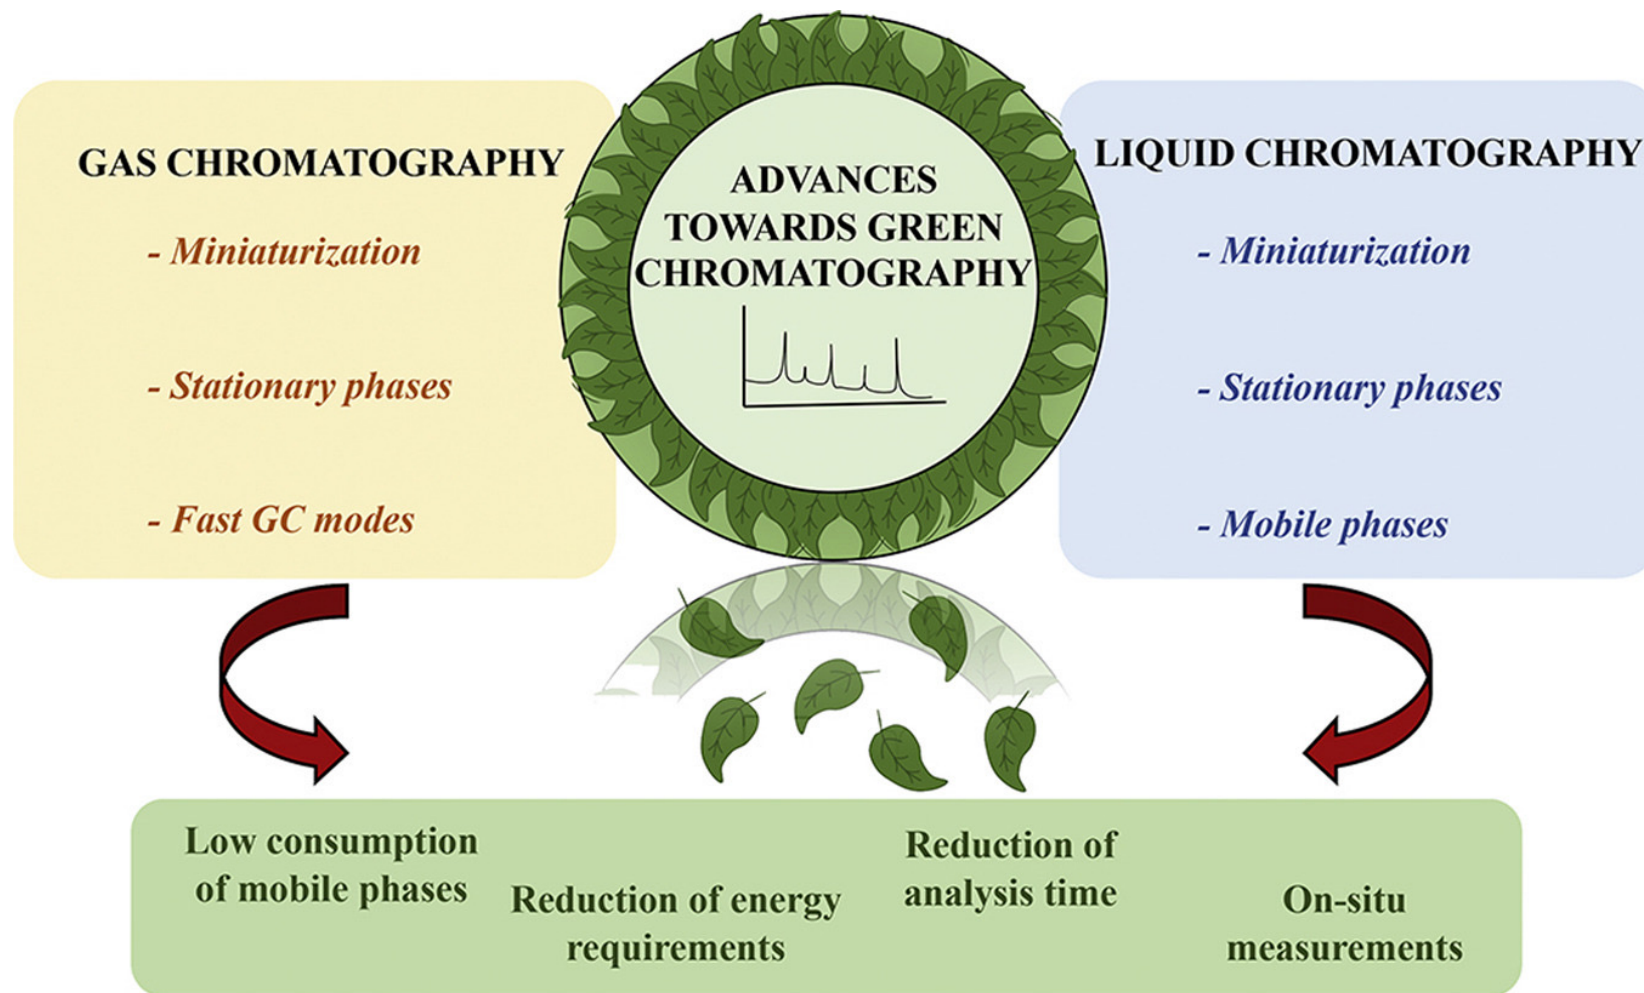 GAS CHROMATOGRAPHY
- Miniaturization
- Stationary phases
- Fast GC modes
ADVANCES
TOWARDS GREEN
CHROMATOGRAPHY
LIQUID CHROMATOGRAPHY
- Miniaturization
- Stationary phases
- Mobile phases
Low consumption
of mobile phases
Reduction of energy
requirements
Reduction of
analysis time
On-situ
measurements